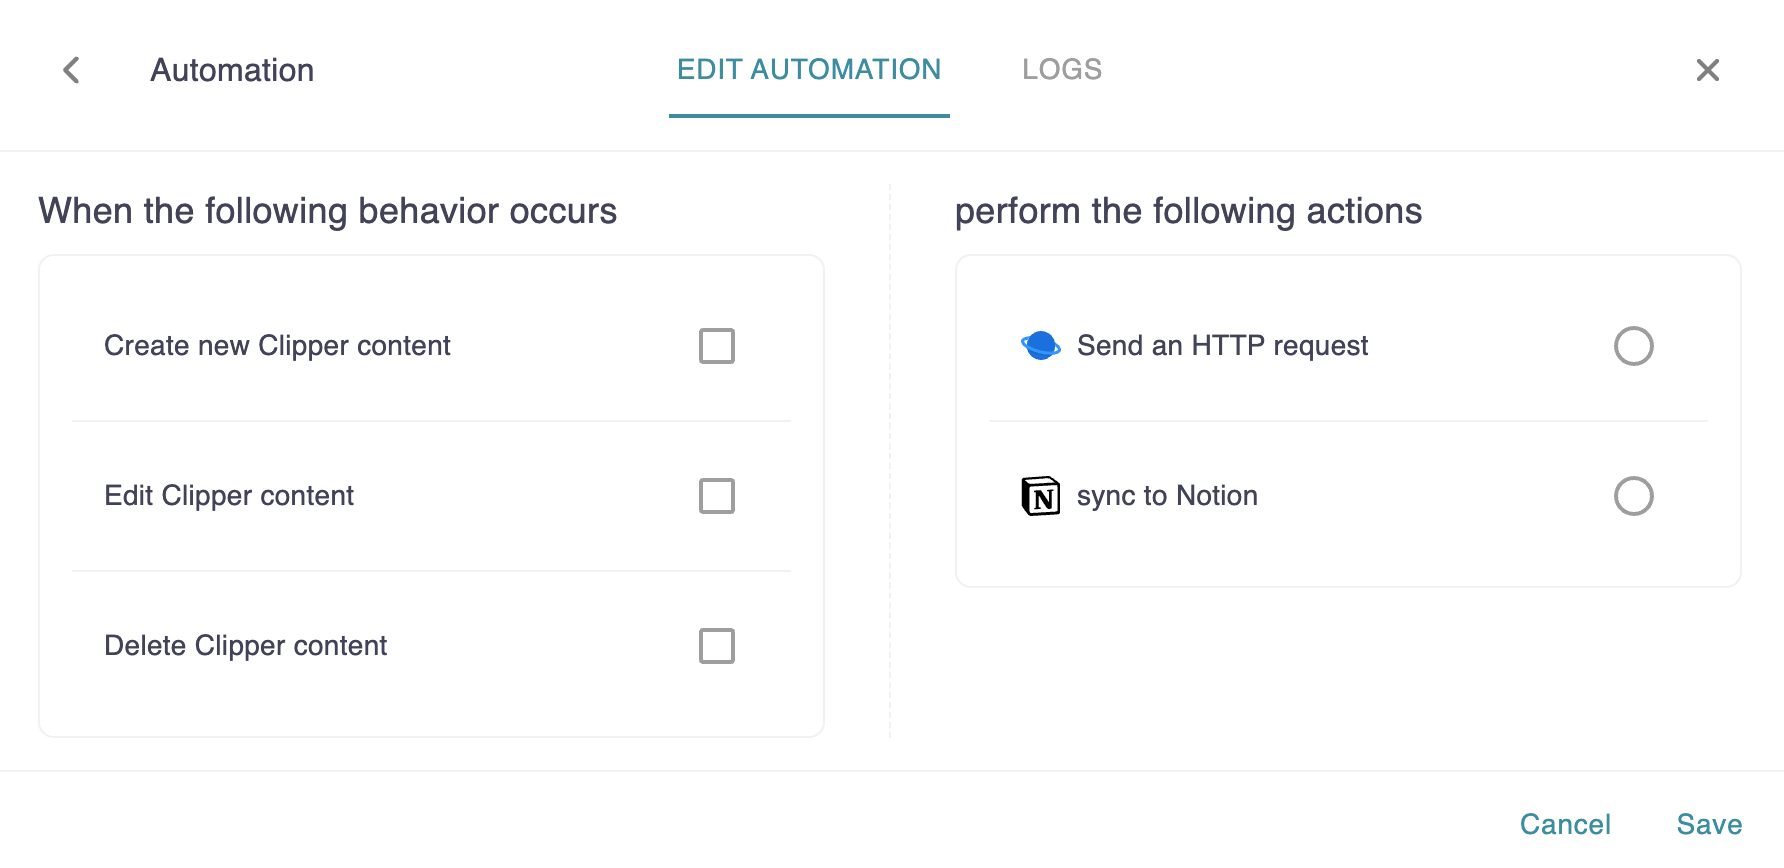 Automation
EDIT AUTOMATION
LOGS
When the following behavior occurs
Create new Clipper content
Edit Clipper content
Delete Clipper content
perform the following actions
Send an HTTP request
N sync to Notion
Cancel
Save